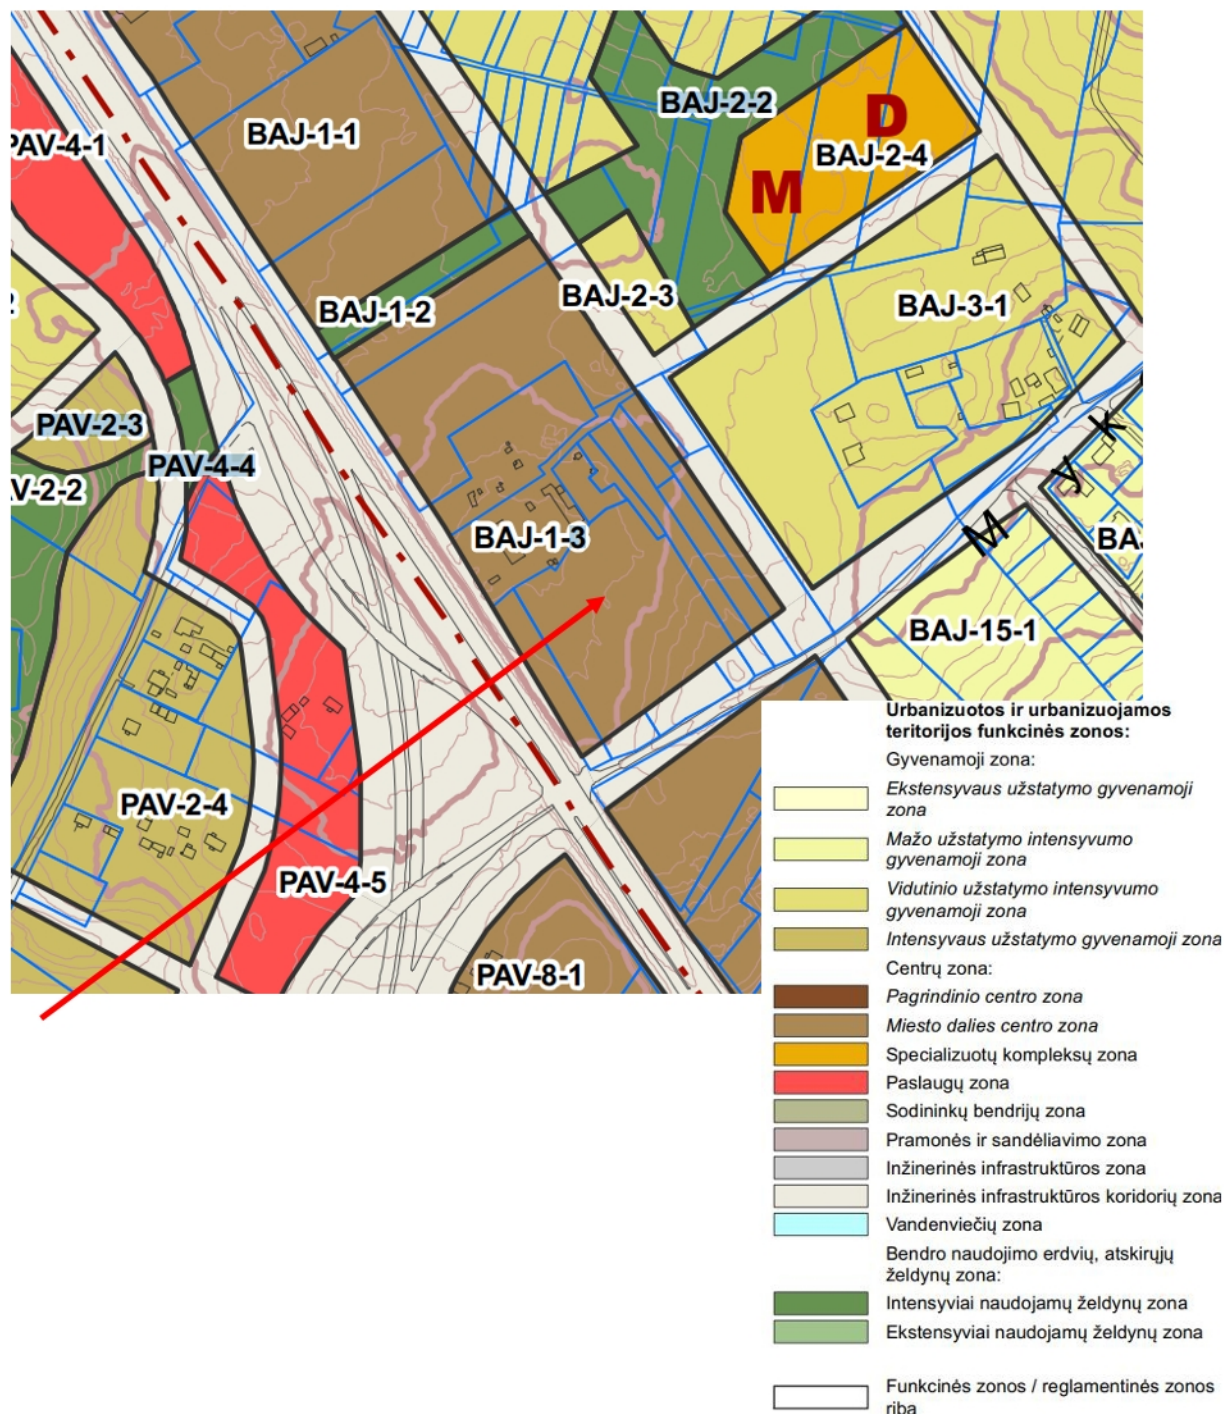 BAJ-2-2
D
PAV-4-1
BAJ-1-1
BAJ-2-4
M
BAJ-2-3
BAJ-3-1
BAJ-1-2
PAV-2-3
k
PAV-4-4
y
V-2-2
M
BAJ-1-3
BAJ
BAJ-15-1
PAV-2-4
PAV-4-5
PAV-8-1
Urbanizuotos ir urbanizuojamos
teritorijos funkcinės zonos:
Gyvenamoji zona:
Ekstensyvaus užstatymo gyvenamoji
zona
Mažo užstatymo intensyvumo
gyvenamoji zona
Vidutinio užstatymo intensyvumo
gyvenamoji zona
Intensyvaus užstatymo gyvenamoji zona
Centrų zona:
Pagrindinio centro zona
Miesto dalies centro zona
Specializuotų kompleksų zona
Paslaugų zona
Sodininkų bendrijų zona
Pramonės ir sandėliavimo zona
Inžinerinės infrastruktūros zona
Inžinerinės infrastruktūros koridorių zona
Vandenviečių zona
Bendro naudojimo erdvių, atskirųjų
želdynų zona:
Intensyviai naudojamų želdynų zona
Ekstensyviai naudojamų želdynų zona
Funkcinės zonos / reglamentinės zonos
riba